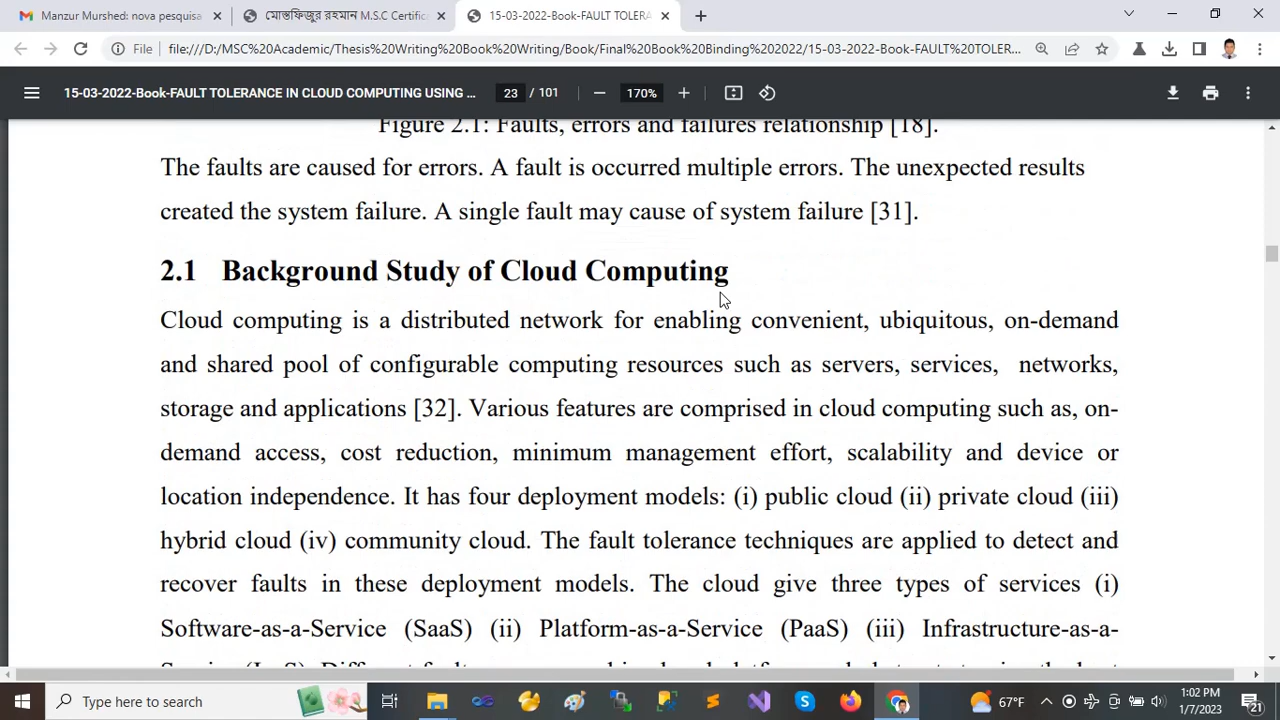 Manzur Murshed: nova pesquisa
মোস্তফিজুর রহমান M.S.C Certific
15-03-2022-Book-FAULT TOLERA
File
file:///D:/MSC%20Academic/Thesis%20Writing%20Book%20Writing/Book/Final%20Book%20Binding%202022/15-03-2022-Book-FAULT%20TOLER...
15-03-2022-Book-FAULT TOLERANCE IN CLOUD COMPUTING USING ...
23 / 101
170%
Figure 2.1: Faults, errors and failures relationship [18].
The faults are caused for errors. A fault is occurred multiple errors. The unexpected results
created the system failure. A single fault may cause of system failure [31].
2.1 Background Study of Cloud Computing
Cloud computing is a distributed network for enabling convenient, ubiquitous, on-demand
and shared pool of configurable computing resources such as servers, services, networks,
storage and applications [32]. Various features are comprised in cloud computing such as, on-
demand access, cost reduction, minimum management effort, scalability and device or
location independence. It has four deployment models: (i) public cloud (ii) private cloud (iii)
hybrid cloud (iv) community cloud. The fault tolerance techniques are applied to detect and
recover faults in these deployment models. The cloud give three types of services (i)
Software-as-a-Service (SaaS) (ii) Platform-as-a-Service (PaaS) (iii) Infrastructure-as-a-
Type here to search
67°F
1:02 PM
1/7/2023
21